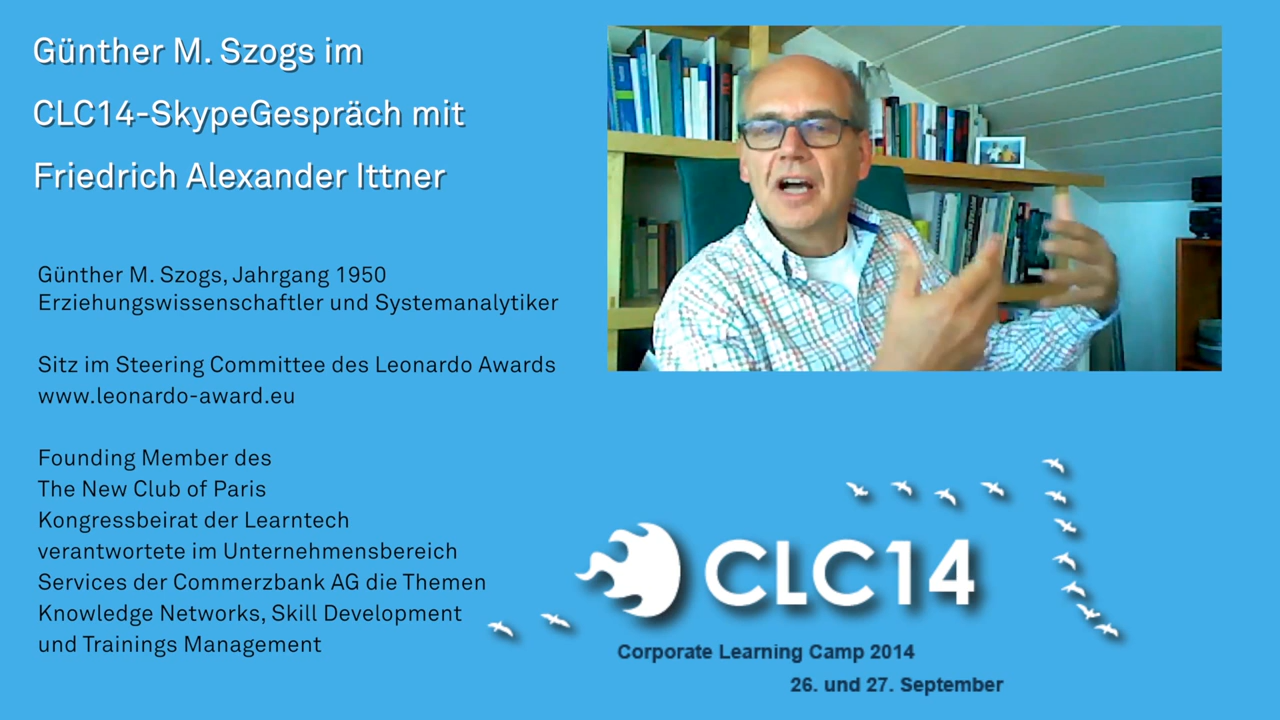 Günther M. Szogs im
CLC14-SkypeGespräch mit
Friedrich Alexander Ittner
Günther M. Szogs, Jahrgang 1950
Erziehungswissenschaftler und Systemanalytiker
Sitz im Steering Committee des Leonardo Awards
www.leonardo-award.eu
Founding Member des
The New Club of Paris
Kongressbeirat der Learntech
verantwortete im Unternehmensbereich
Services der Commerzbank AG die Themen
Knowledge Networks, Skill Development
und Trainings Management
CLC14
Corporate Learning Camp 2014
26. und 27. September